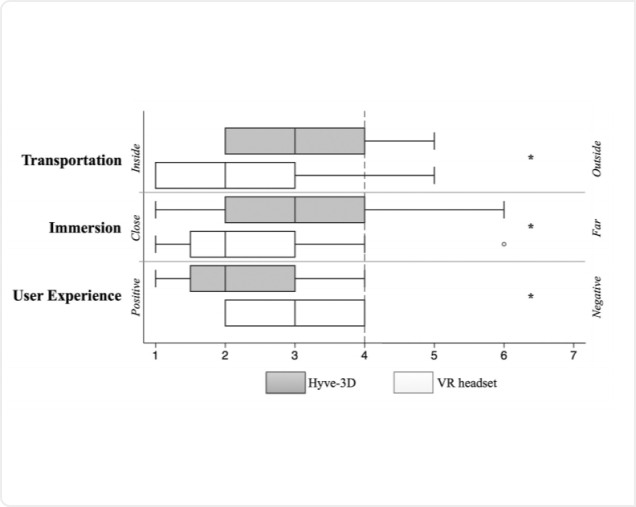 Transportation
Inside
Outside
*
Immersion
Close
Far
*
User Experience
Positive
Negative
*
1 2 3 4 5 6 7
Hyve-3D VR headset